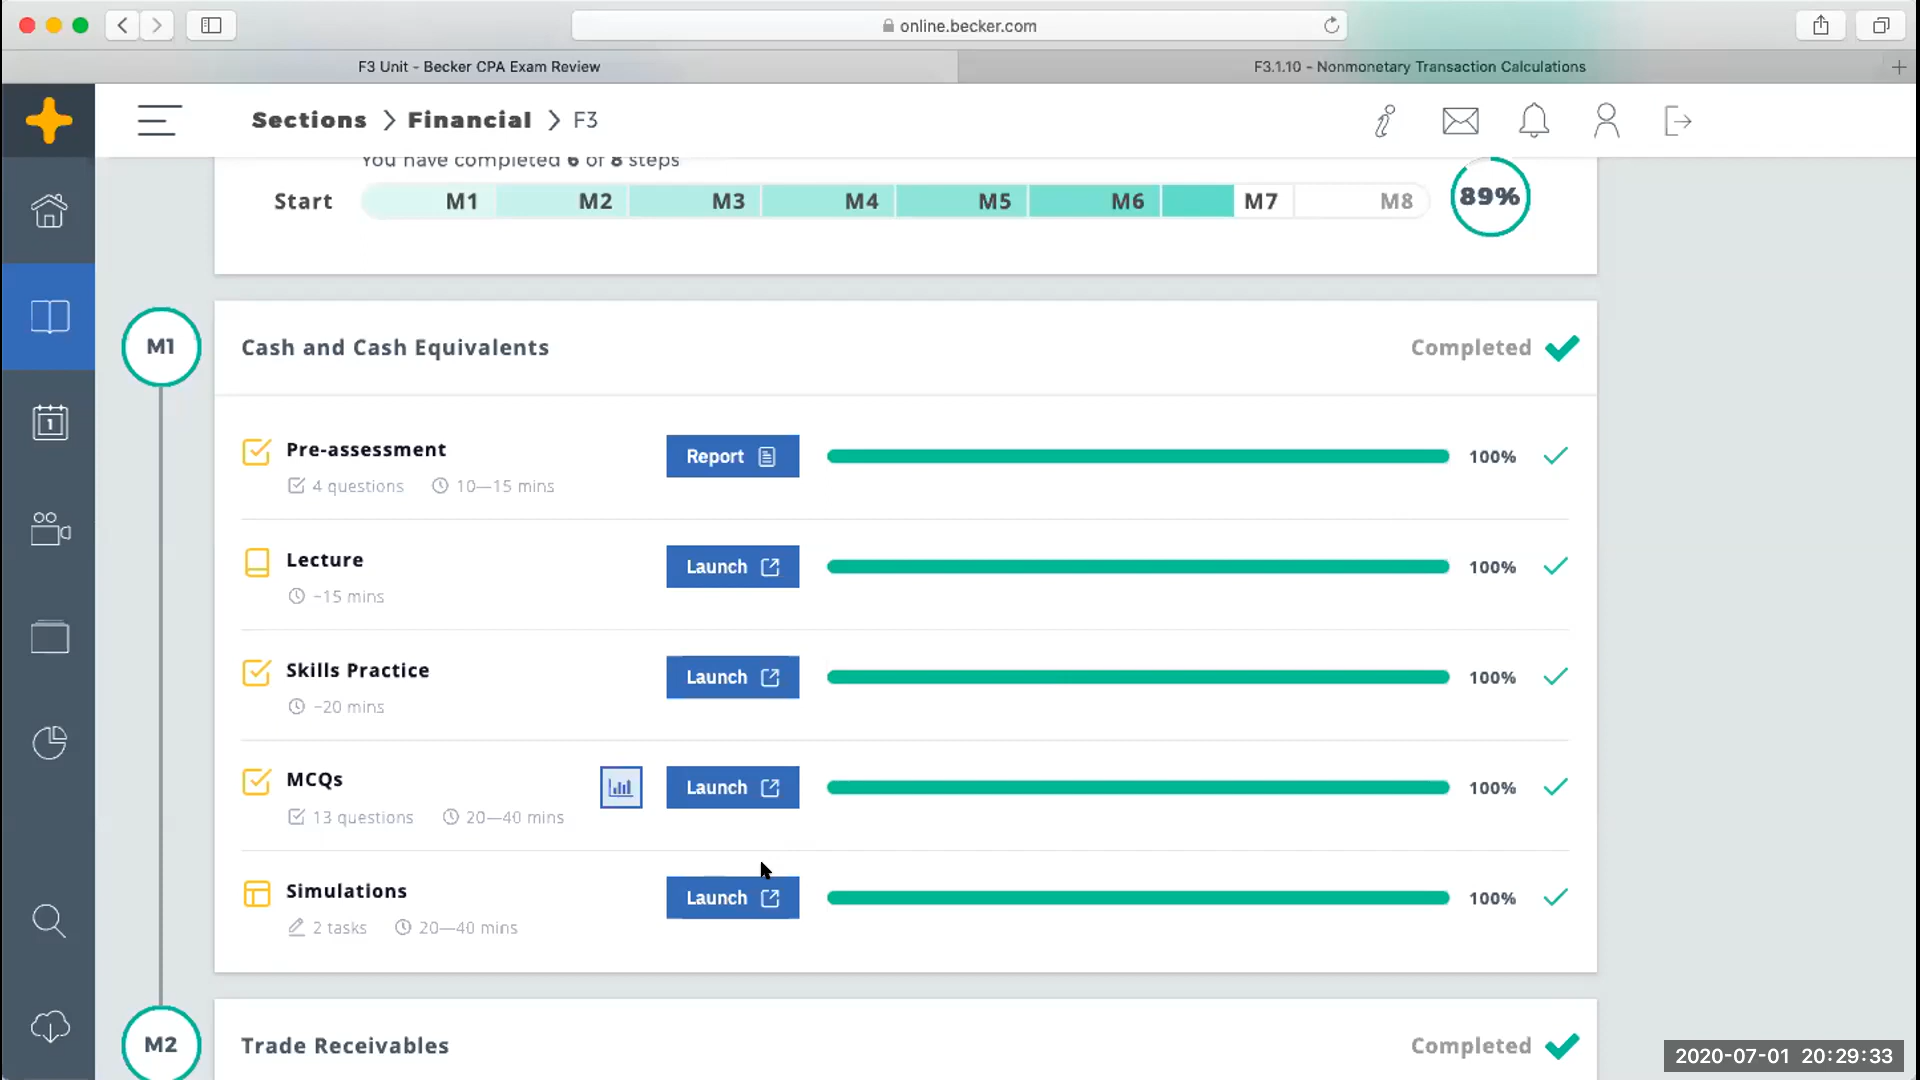 online.becker.com
F3 Unit - Becker CPA Exam Review
F3.1.10 - Nonmonetary Transaction Calculations
Sections > Financial > F3
You have completed 6 of 8 steps
Start M1 M2 M3 M4 M5 M6 M7 M8 89%
M1 Cash and Cash Equivalents Completed
Pre-assessment Report 100%
4 questions 10—15 mins
Lecture Launch 100%
~15 mins
Skills Practice Launch 100%
~20 mins
MCQs Launch 100%
13 questions 20—40 mins
Simulations Launch 100%
2 tasks 20—40 mins
M2 Trade Receivables Completed
1
2020-07-01 20:29:33